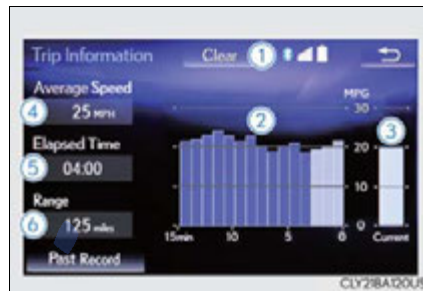 Trip Information Clear 1
Average Speed MPG
4 25 MPH 30
2 3
Elapsed Time 20
5 04:00
Range 10
6 125 miles 0
15min 10 5 0 Current
Past Record
CLY218A120US